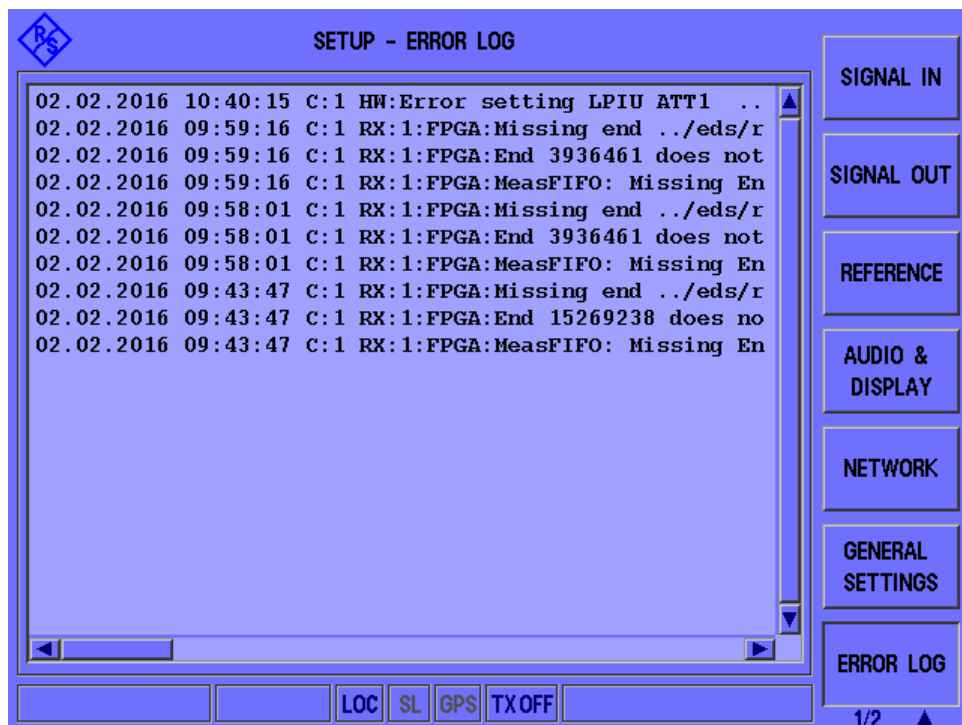 R/S
SETUP - ERROR LOG
02.02.2016 10:40:15 C:1 HW:Error setting LPIU ATT1 ..
02.02.2016 09:59:16 C:1 RX:1:FPGA:Missing end ../eds/r
02.02.2016 09:59:16 C:1 RX:1:FPGA:End 3936461 does not
02.02.2016 09:59:16 C:1 RX:1:FPGA:MeasFIFO: Missing En
02.02.2016 09:58:01 C:1 RX:1:FPGA:Missing end ../eds/r
02.02.2016 09:58:01 C:1 RX:1:FPGA:End 3936461 does not
02.02.2016 09:58:01 C:1 RX:1:FPGA:MeasFIFO: Missing En
02.02.2016 09:43:47 C:1 RX:1:FPGA:Missing end ../eds/r
02.02.2016 09:43:47 C:1 RX:1:FPGA:End 15269238 does no
02.02.2016 09:43:47 C:1 RX:1:FPGA:MeasFIFO: Missing En
SIGNAL IN
SIGNAL OUT
REFERENCE
AUDIO &
DISPLAY
NETWORK
GENERAL
SETTINGS
ERROR LOG
1/2
LOC SL GPS TX OFF